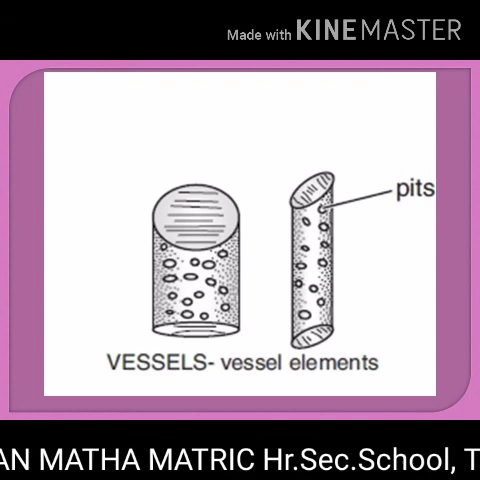 Made with KINEMASTER
pits
VESSELS- vessel elements
AN MATHA MATRIC Hr.Sec.School, T